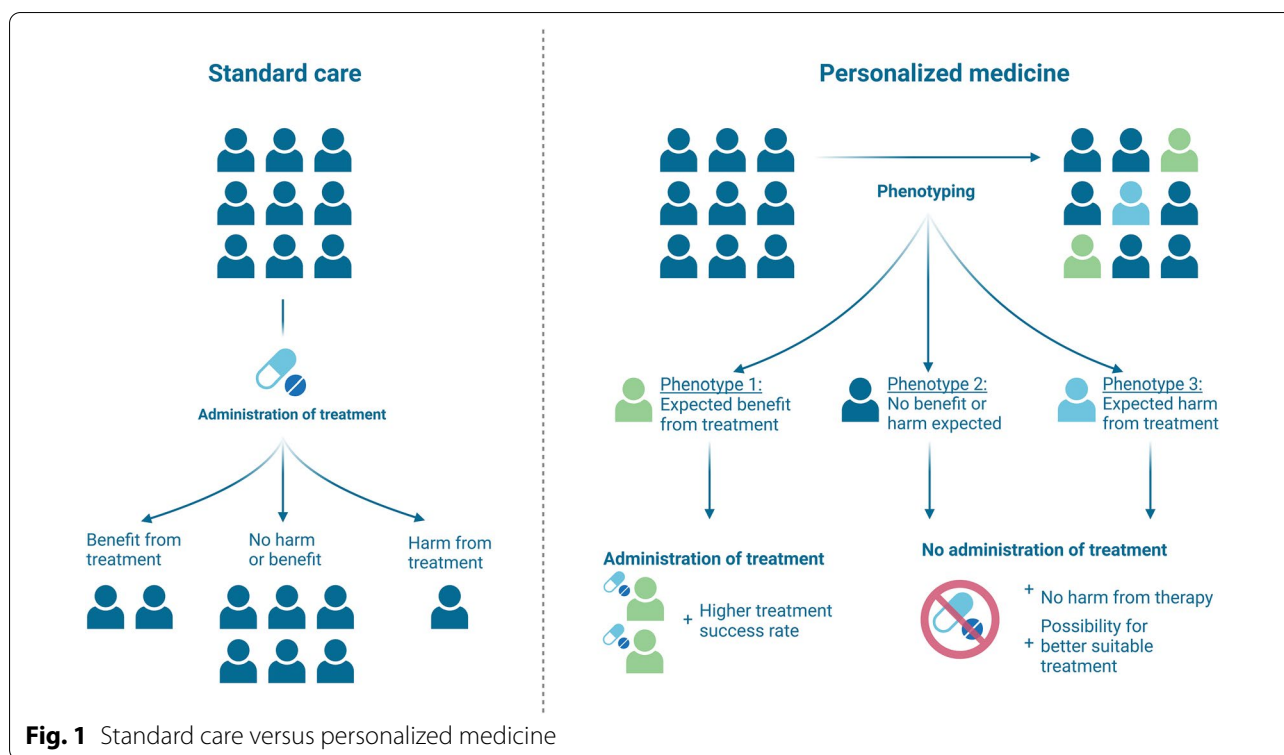 Standard care
Administration of treatment
Benefit from
treatment
No harm
or benefit
Harm from
treatment
Personalized medicine
Phenotyping
Phenotype 1:
Expected benefit
from treatment
Phenotype 2:
No benefit or
harm expected
Phenotype 3:
Expected harm
from treatment
Administration of treatment
+ Higher treatment
success rate
No administration of treatment
+ No harm from therapy
Possibility for
+ better suitable
treatment
Fig. 1 Standard care versus personalized medicine